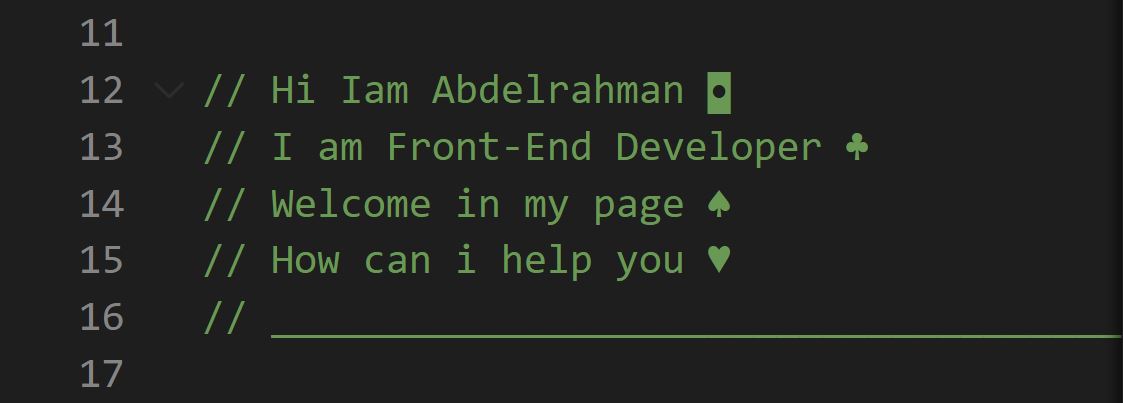 11
12 // Hi Iam Abdelrahman ◘
13 // I am Front-End Developer ♣
14 // Welcome in my page ♠
15 // How can i help you ♥
16 // _____________________________________
17